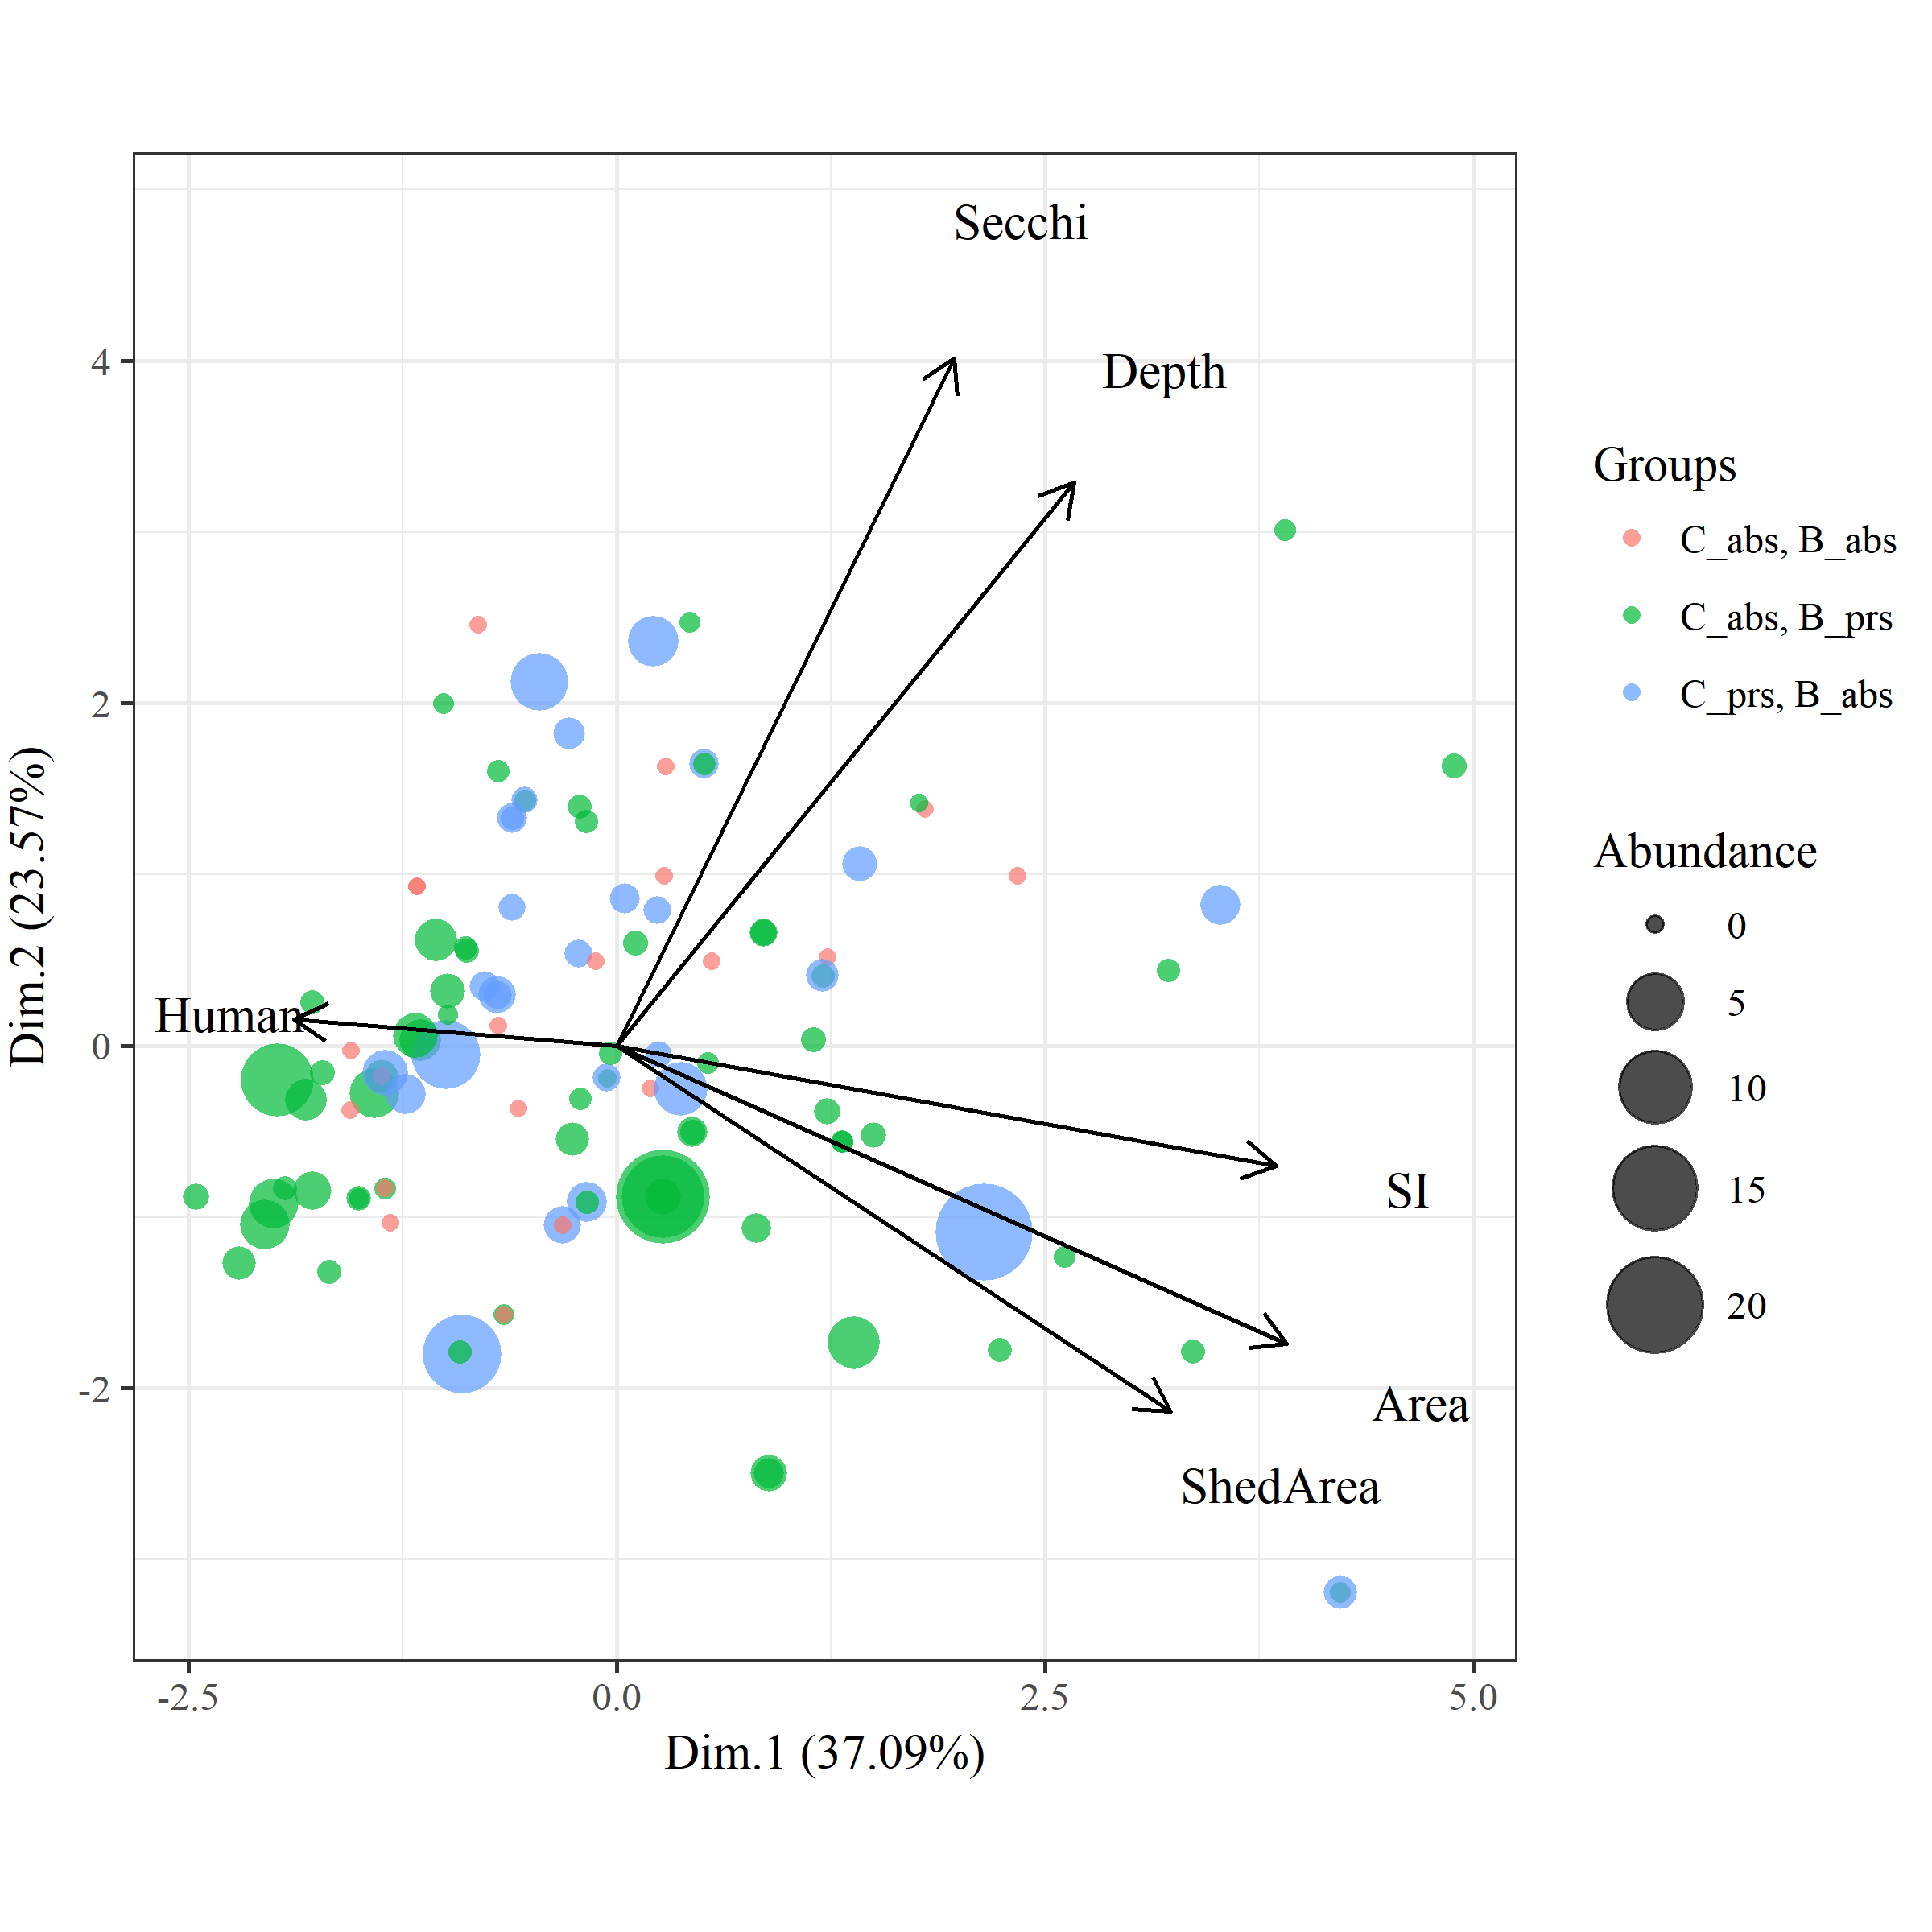 Secchi
Depth
Human
SI
Area
ShedArea
4
2
0
-2
-2.5
0.0
2.5
5.0
Dim.1 (37.09%)
Dim.2 (23.57%)
Groups
C_abs, B_abs
C_abs, B_prs
C_prs, B_abs
Abundance
0
5
10
15
20